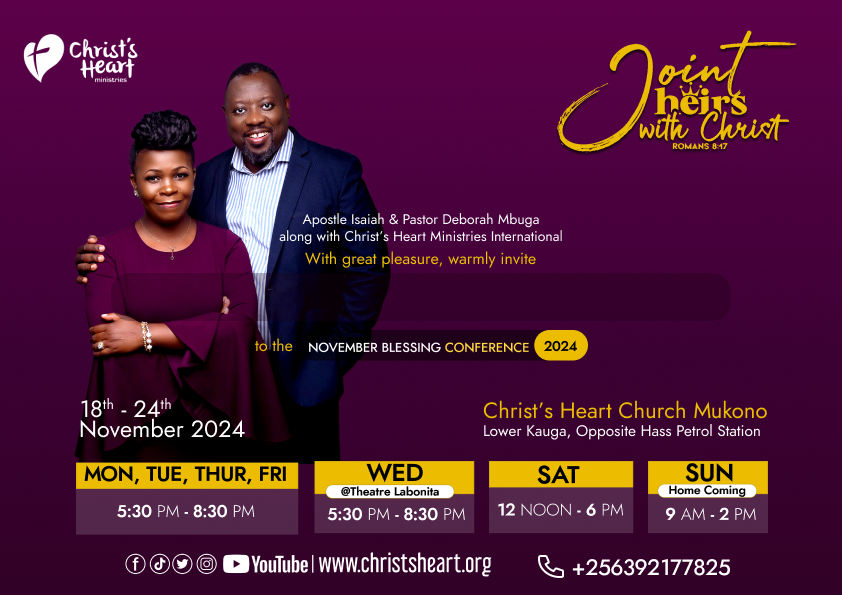 Christ's
Heart
ministries
Joint
heirs
with Christ
ROMANS 8:17
Apostle Isaiah & Pastor Deborah Mbuga
along with Christ's Heart Ministries International
With great pleasure, warmly invite
to the NOVEMBER BLESSING CONFERENCE 2024
18th - 24th
November 2024
Christ's Heart Church Mukono
Lower Kauga, Opposite Hass Petrol Station
MON, TUE, THUR, FRI
5:30 PM - 8:30 PM
WED
@Theatre Labonita
5:30 PM - 8:30 PM
SAT
12 NOON - 6 PM
SUN
Home Coming
9 AM - 2 PM
YouTube | www.christsheart.org
+256392177825